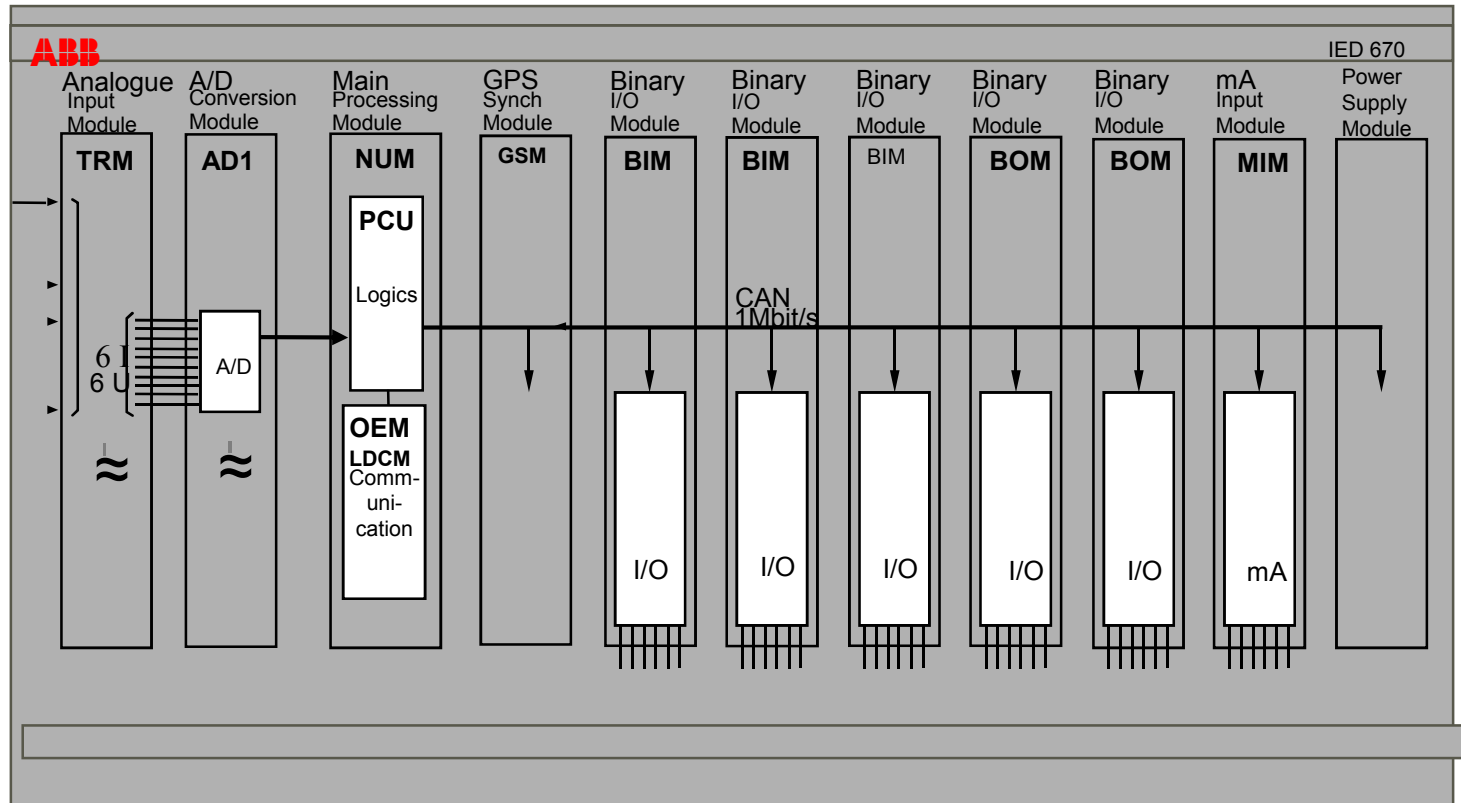 ABB
IED 670
Analogue
Input
Module
TRM
A/D
Conversion
Module
AD1
Main
Processing
Module
NUM
GPS
Synch
Module
GSM
Binary
I/O
Module
BIM
Binary
I/O
Module
BIM
Binary
I/O
Module
BIM
Binary
I/O
Module
BOM
Binary
I/O
Module
BOM
mA
Input
Module
MIM
Power
Supply
Module
PCU
Logics
CAN
1Mbit/s
6 I
6 U
A/D
OEM
LDCM
Comm-
uni-
cation
I/O
I/O
I/O
I/O
I/O
mA